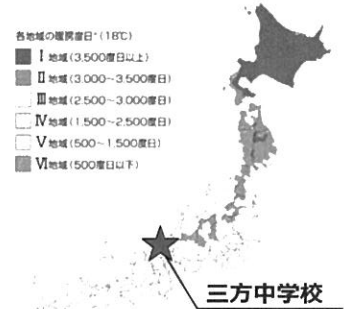 各地域の暖房度日*(18℃)
Ⅰ地域(3,500度日以上)
Ⅱ地域(3,000~3,500度日)
Ⅲ地域(2,500~3,000度日)
Ⅳ地域(1,500~2,500度日)
Ⅴ地域(500~1,500度日)
Ⅵ地域(500度日以下)
三方中学校